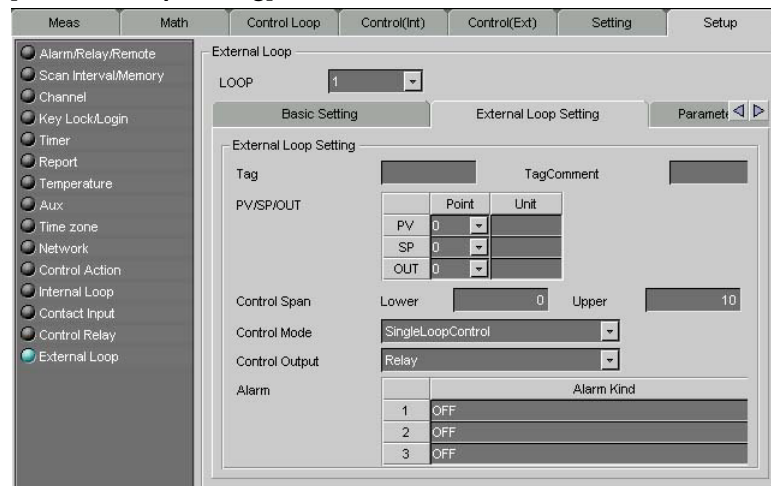 Meas Math Control Loop Control(Int) Control(Ext) Setting Setup
Alarm/Relay/Remote
Scan Interval/Memory
Channel
Key Lock/Login
Timer
Report
Temperature
Aux
Time zone
Network
Control Action
Internal Loop
Contact Input
Control Relay
External Loop
External Loop
LOOP 1
Basic Setting External Loop Setting
External Loop Setting
Tag TagComment
PV/SP/OUT Point Unit
PV 0
SP 0
OUT 0
Control Span Lower 0 Upper 10
Control Mode SingleLoopControl
Control Output Relay
Alarm Alarm Kind
1 OFF
2 OFF
3 OFF